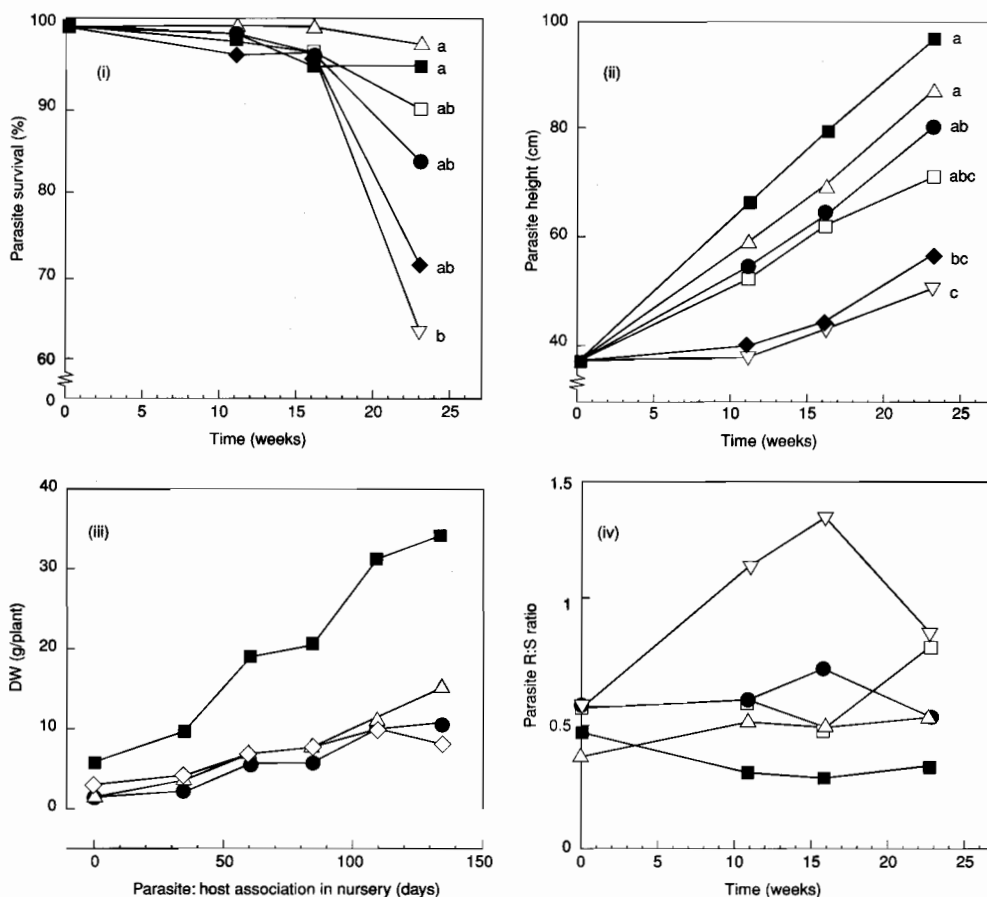 (i)
Parasite survival (%)
100
90
80
70
60
0
a
a
ab
ab
ab
b
0 5 10 15 20 25
Time (weeks)
(ii)
Parasite height (cm)
100
80
60
40
a
a
ab
abc
bc
c
0 5 10 15 20 25
Time (weeks)
(iii)
DW (g/plant)
40
30
20
10
0
0 50 100 150
Parasite: host association in nursery (days)
(iv)
Parasite R:S ratio
1.5
1
0.5
0
0 5 10 15 20 25
Time (weeks)